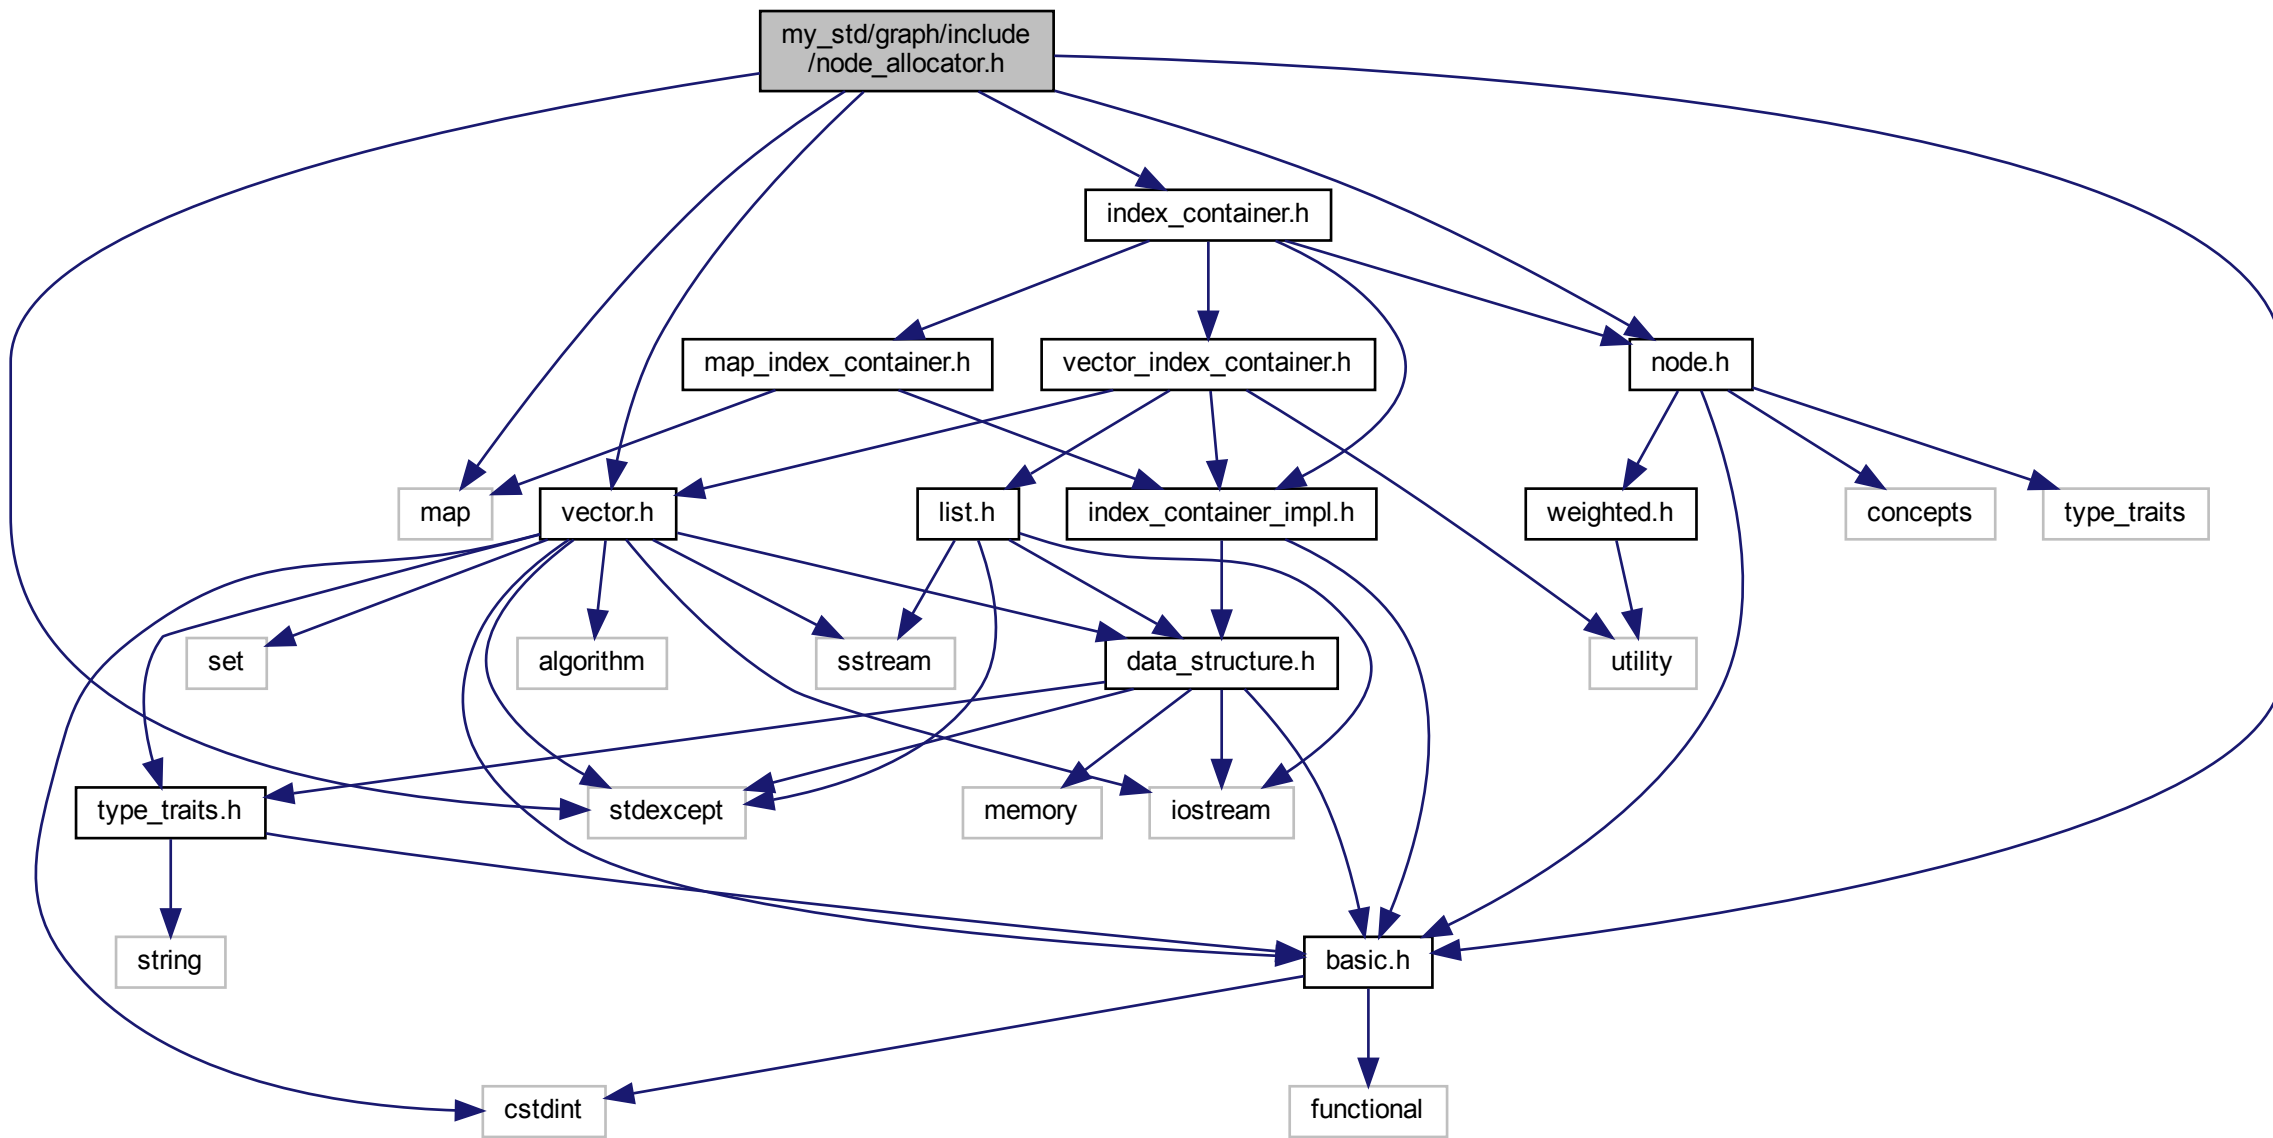 my_std/graph/include
/node_allocator.h
index_container.h
map_index_container.h
vector_index_container.h
node.h
map
vector.h
list.h
index_container_impl.h
weighted.h
concepts
type_traits
set
algorithm
sstream
data_structure.h
utility
type_traits.h
stdexcept
memory
iostream
string
basic.h
cstdint
functional